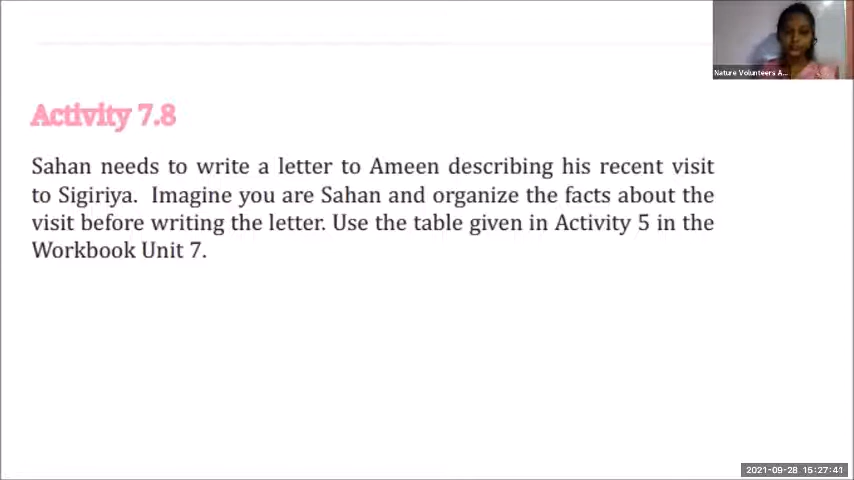 Nature Volunteers A...
Activity 7.8
Sahan needs to write a letter to Ameen describing his recent visit
to Sigiriya. Imagine you are Sahan and organize the facts about the
visit before writing the letter. Use the table given in Activity 5 in the
Workbook Unit 7.
2021-09-28 15:27:41